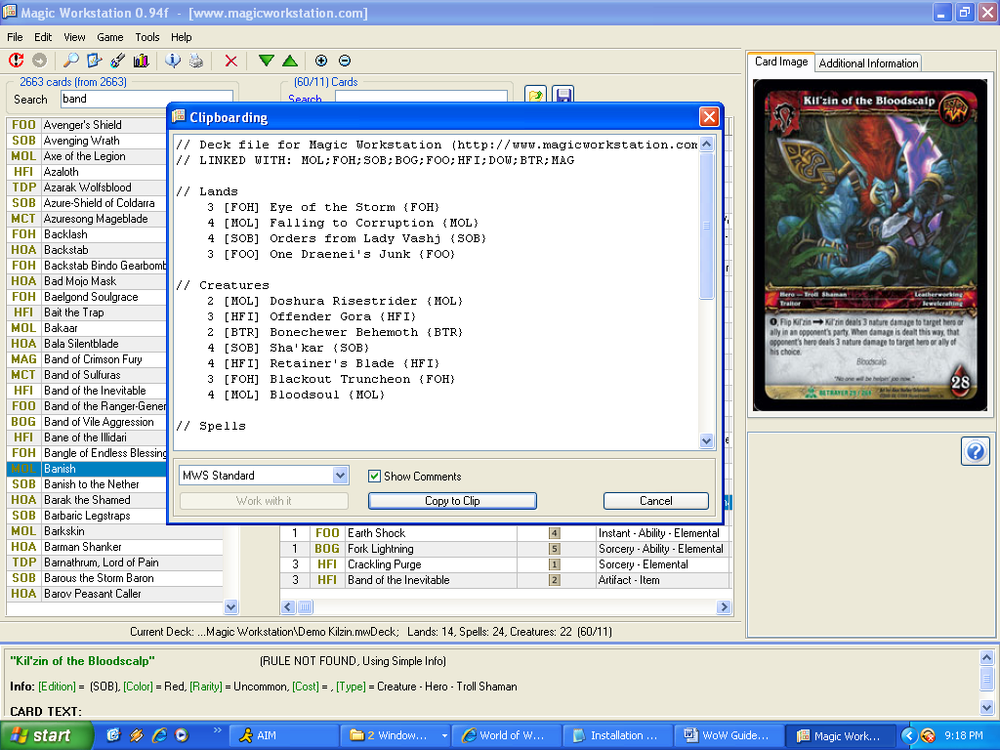 Magic Workstation 0.94f - [www.magicworkstation.com]
File Edit View Game Tools Help
2663 cards (from 2663)
Search band
(60/11) Cards
Search
Card Image Additional Information
FOO Avenger's Shield
SOB Avenging Wrath
MOL Axe of the Legion
HFI Azaloth
TDP Azarak Wolfsblood
SOB Azure-Shield of Coldarra
MCT Azuresong Mageblade
FOH Backlash
HOA Backstab
FOH Backstab Bindo Gearbomb
HOA Bad Mojo Mask
FOH Baelgond Soulgrace
HFI Bait the Trap
MOL Bakaar
HOA Bala Silentblade
MAG Band of Crimson Fury
MCT Band of Sulfuras
HFI Band of the Inevitable
FOO Band of the Ranger-Gener
BOG Band of Vile Aggression
HFI Bane of the Illidari
FOH Bangle of Endless Blessing
MOL Banish
SOB Banish to the Nether
HOA Barak the Shamed
SOB Barbaric Legstraps
MOL Barkskin
HOA Barman Shanker
TDP Barnathrum, Lord of Pain
SOB Barous the Storm Baron
HOA Barov Peasant Caller
Clipboarding
// Deck file for Magic Workstation (http://www.magicworkstation.com
// LINKED WITH: MOL;FOH;SOB;BOG;FOO;HFI;DOW;BTR;MAG
// Lands
3 [FOH] Eye of the Storm {FOH}
4 [MOL] Falling to Corruption {MOL}
4 [SOB] Orders from Lady Vashj {SOB}
3 [FOO] One Draenei's Junk {FOO}
// Creatures
2 [MOL] Doshura Risestrider {MOL}
3 [HFI] Offender Gora {HFI}
2 [BTR] Bonechewer Behemoth {BTR}
4 [SOB] Sha'kar {SOB}
4 [HFI] Retainer's Blade {HFI}
3 [FOH] Blackout Truncheon {FOH}
4 [MOL] Bloodsoul {MOL}
// Spells
MWS Standard
Show Comments
Work with it Copy to Clip Cancel
1 FOO Earth Shock 4 Instant - Ability - Elemental
1 BOG Fork Lightning 5 Sorcery - Ability - Elemental
3 HFI Crackling Purge 1 Sorcery - Elemental
3 HFI Band of the Inevitable 2 Artifact - Item
Kil'zin of the Bloodscalp
Hero — Troll Shaman Leatherworking
Traitor Jewelcrafting
Flip Kil'zin Kil'zin deals 3 nature damage to target hero or
ally in an opponent's party. When damage is dealt this way, that
opponent's hero deals 3 nature damage to target hero or ally of
his choice.
Bloodscalp
"No one will be helpin' you now."
BETRAYER
28
Current Deck: ...Magic Workstation\Demo Kilzin.mwDeck; Lands: 14, Spells: 24, Creatures: 22 (60/11)
"Kil'zin of the Bloodscalp" (RULE NOT FOUND, Using Simple Info)
Info: [Edition] = (SOB), [Color] = Red, [Rarity] = Uncommon, [Cost] = , [Type] = Creature - Hero - Troll Shaman
CARD TEXT:
start AIM 2 Window... World of W... Installation ... WoW Guide... Magic Work... 9:18 PM